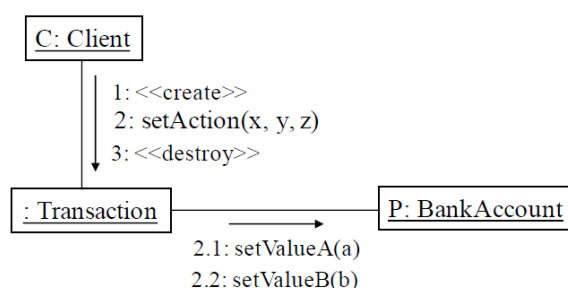 C: Client
1: <<create>>
2: setAction(x, y, z)
3: <<destroy>>
: Transaction
P: BankAccount
2.1: setValueA(a)
2.2: setValueB(b)